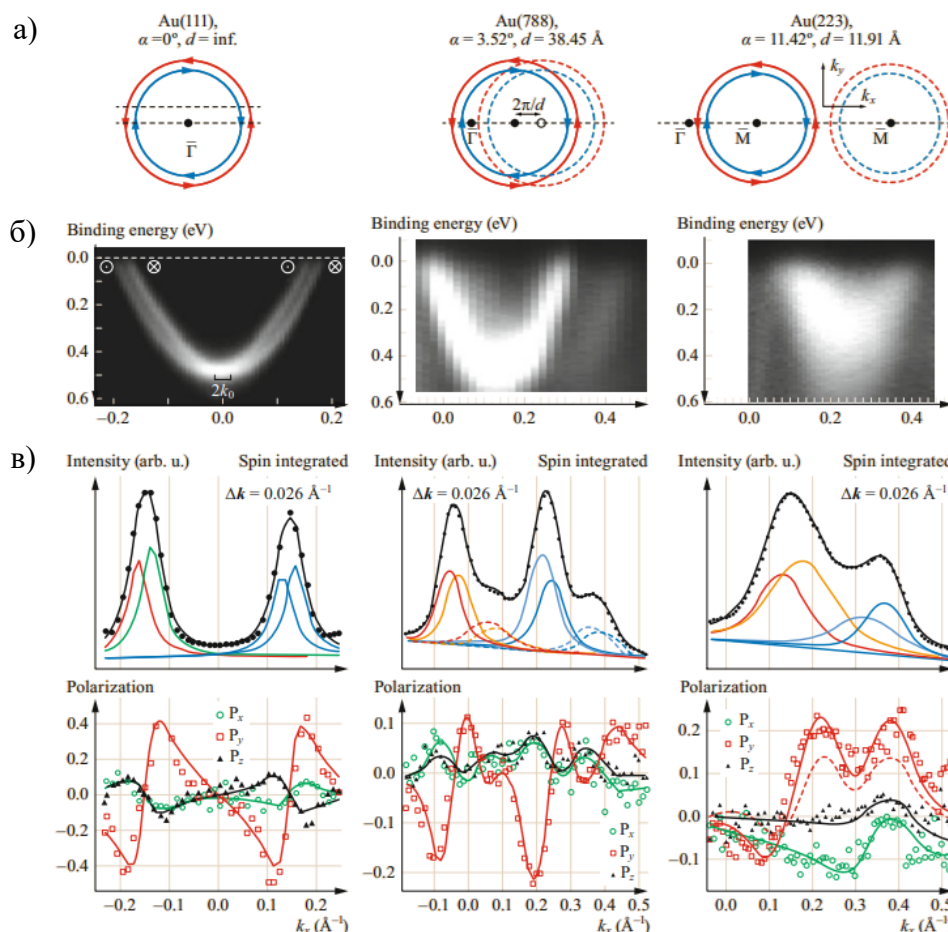 а)
Au(111),
α = 0°, d = inf.
Γ̄
Au(788),
α = 3.52°, d = 38.45 Å
2π/d
Γ̄
Au(223),
α = 11.42°, d = 11.91 Å
k_y
k_x
Γ̄ M̄ M̄
б)
Binding energy (eV)
0.0
0.2
0.4
0.6
2k₀
−0.2 0.0 0.2
Binding energy (eV)
0.0
0.2
0.4
0.6
0.0 0.2 0.4
Binding energy (eV)
0.0
0.2
0.4
0.6
0.0 0.2 0.4
в)
Intensity (arb. u.) Spin integrated
Δk = 0.026 Å⁻¹
Intensity (arb. u.) Spin integrated
Δk = 0.026 Å⁻¹
Intensity (arb. u.) Spin integrated
Δk = 0.026 Å⁻¹
Polarization
0.4
0.2
0.0
−0.2
−0.4
P_x
P_y
P_z
−0.2 −0.1 0.0 0.1 0.2
k_x (Å⁻¹)
Polarization
0.1
0.0
−0.1
−0.2
P_x
P_y
P_z
−0.1 0.0 0.1 0.2 0.3 0.4 0.5
k_x (Å⁻¹)
Polarization
0.2
0.1
0.0
−0.1
P_x
P_y
P_z
0.0 0.1 0.2 0.3 0.4 0.5
k_x (Å⁻¹)